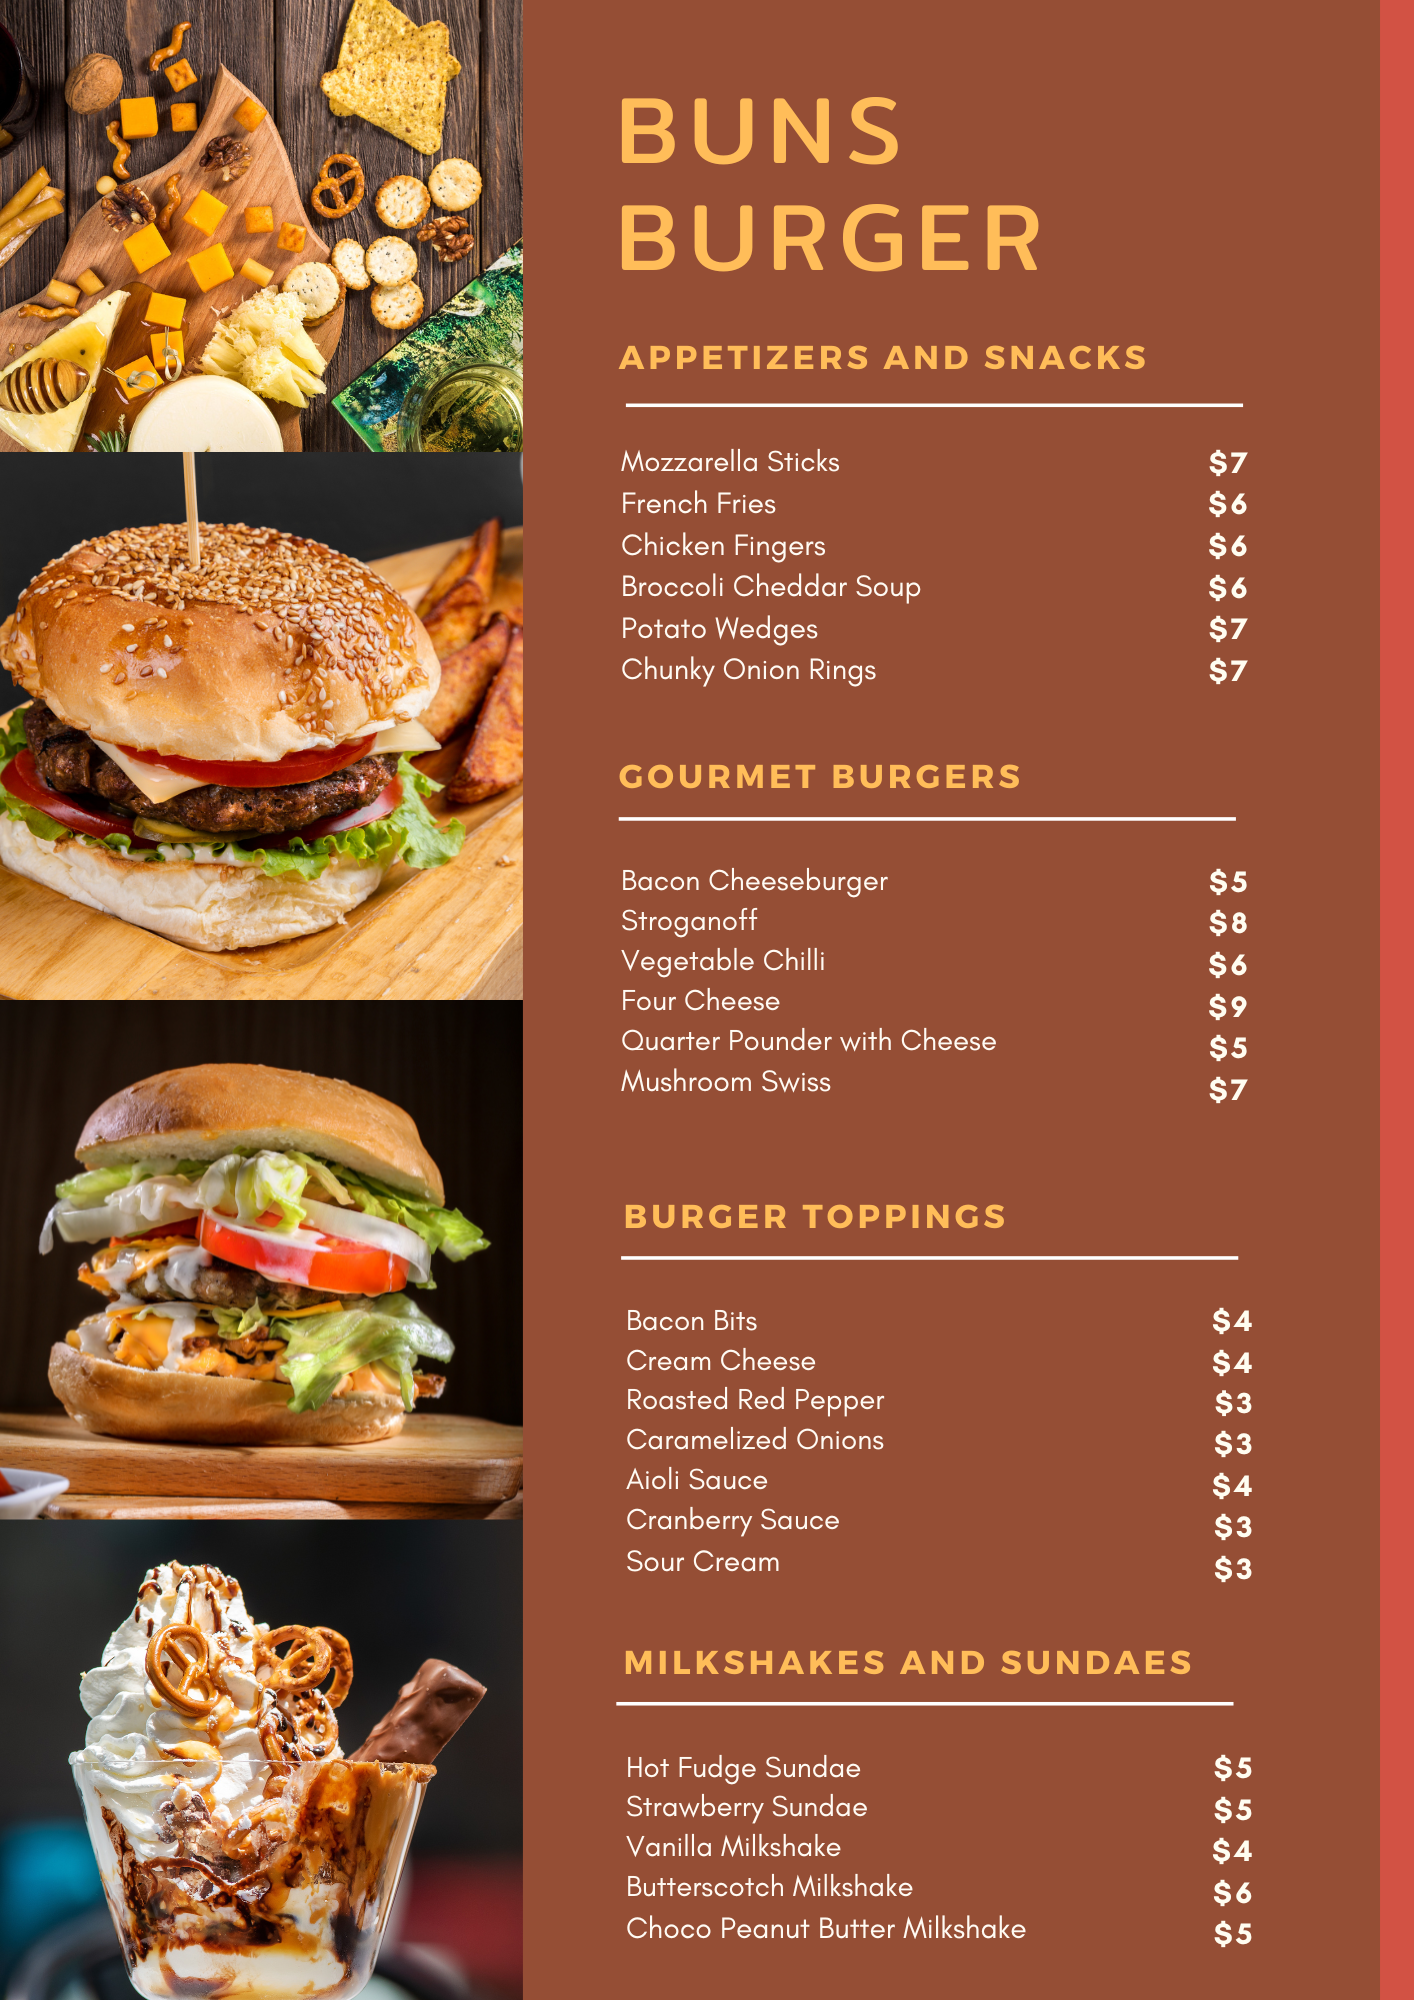 BUNS
BURGER
APPETIZERS AND SNACKS
Mozzarella Sticks $7
French Fries $6
Chicken Fingers $6
Broccoli Cheddar Soup $6
Potato Wedges $7
Chunky Onion Rings $7
GOURMET BURGERS
Bacon Cheeseburger $5
Stroganoff $8
Vegetable Chilli $6
Four Cheese $9
Quarter Pounder with Cheese $5
Mushroom Swiss $7
BURGER TOPPINGS
Bacon Bits $4
Cream Cheese $4
Roasted Red Pepper $3
Caramelized Onions $3
Aioli Sauce $4
Cranberry Sauce $3
Sour Cream $3
MILKSHAKES AND SUNDAES
Hot Fudge Sundae $5
Strawberry Sundae $5
Vanilla Milkshake $4
Butterscotch Milkshake $6
Choco Peanut Butter Milkshake $5